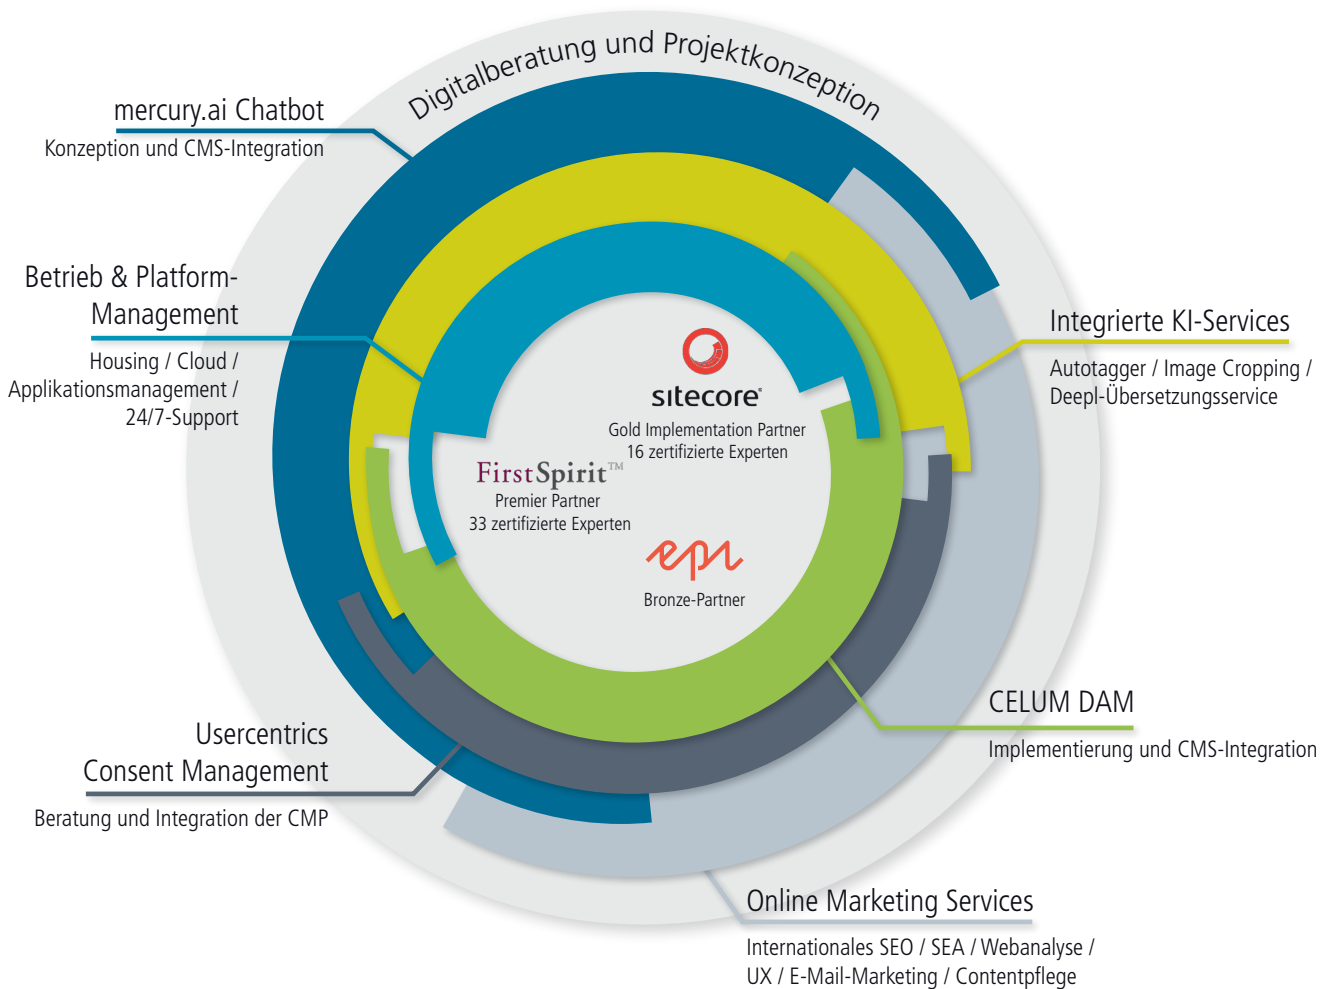 Digitalberatung und Projektkonzeption
mercury.ai Chatbot
Konzeption und CMS-Integration
Betrieb & Platform-
Management
Housing / Cloud /
Applikationsmanagement /
24/7-Support
Integrierte KI-Services
Autotagger / Image Cropping /
Deepl-Übersetzungsservice
sitecore
Gold Implementation Partner
16 zertifizierte Experten
FirstSpirit™
Premier Partner
33 zertifizierte Experten
epi
Bronze-Partner
CELUM DAM
Implementierung und CMS-Integration
Usercentrics
Consent Management
Beratung und Integration der CMP
Online Marketing Services
Internationales SEO / SEA / Webanalyse /
UX / E-Mail-Marketing / Contentpflege